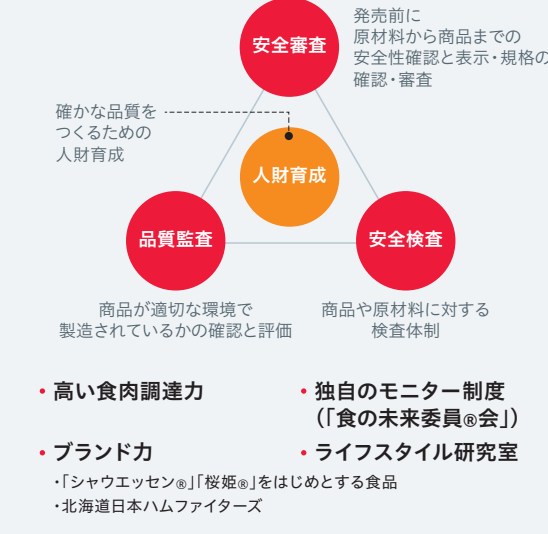 安全審査
発売前に
原材料から商品までの
安全性確認と表示・規格の
確認・審査
確かな品質を
つくるための
人財育成
人財育成
品質監査
安全検査
商品が適切な環境で
製造されているかの確認と評価
商品や原材料に対する
検査体制
・高い食肉調達力
・独自のモニター制度
(「食の未来委員®会」)
・ブランド力
・「シャウエッセン®」「桜姫®」をはじめとする食品
・北海道日本ハムファイターズ
・ライフスタイル研究室